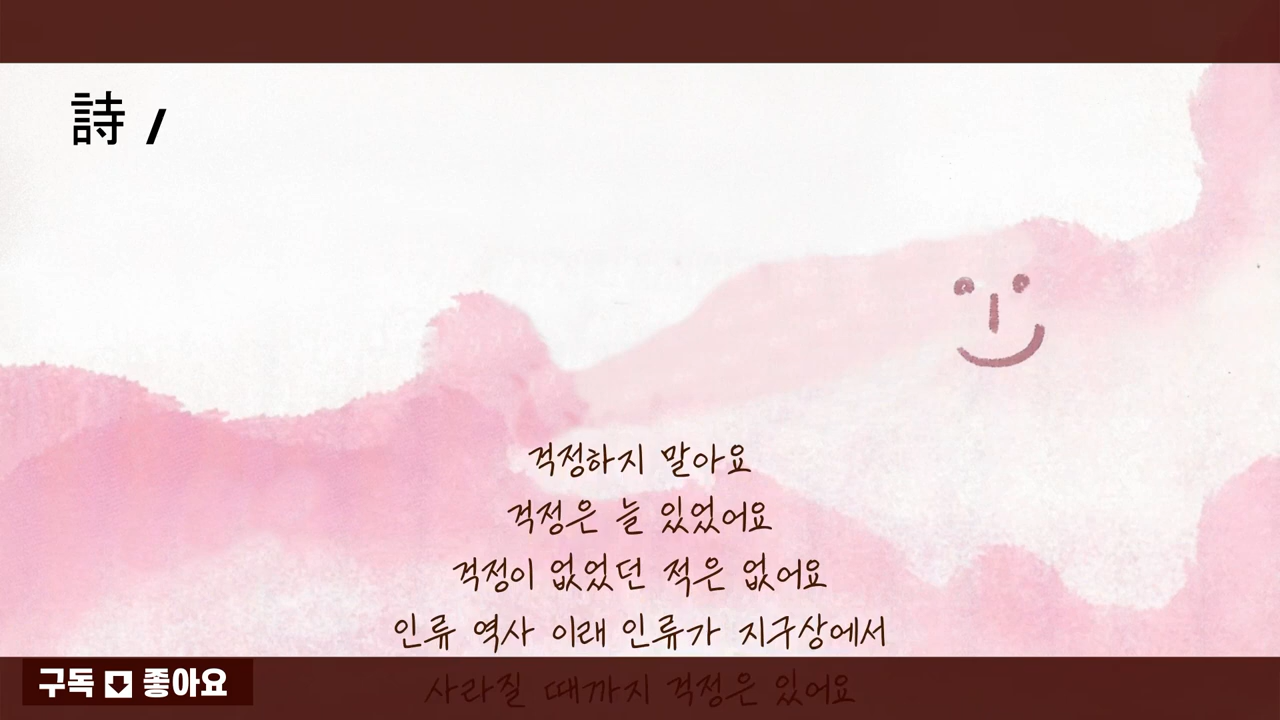 詩 /
걱정하지 말아요
걱정은 늘 있었어요
걱정이 없었던 적은 없어요
인류 역사 이래 인류가 지구상에서
사라질 때까지 걱정은 있어요
구독 좋아요